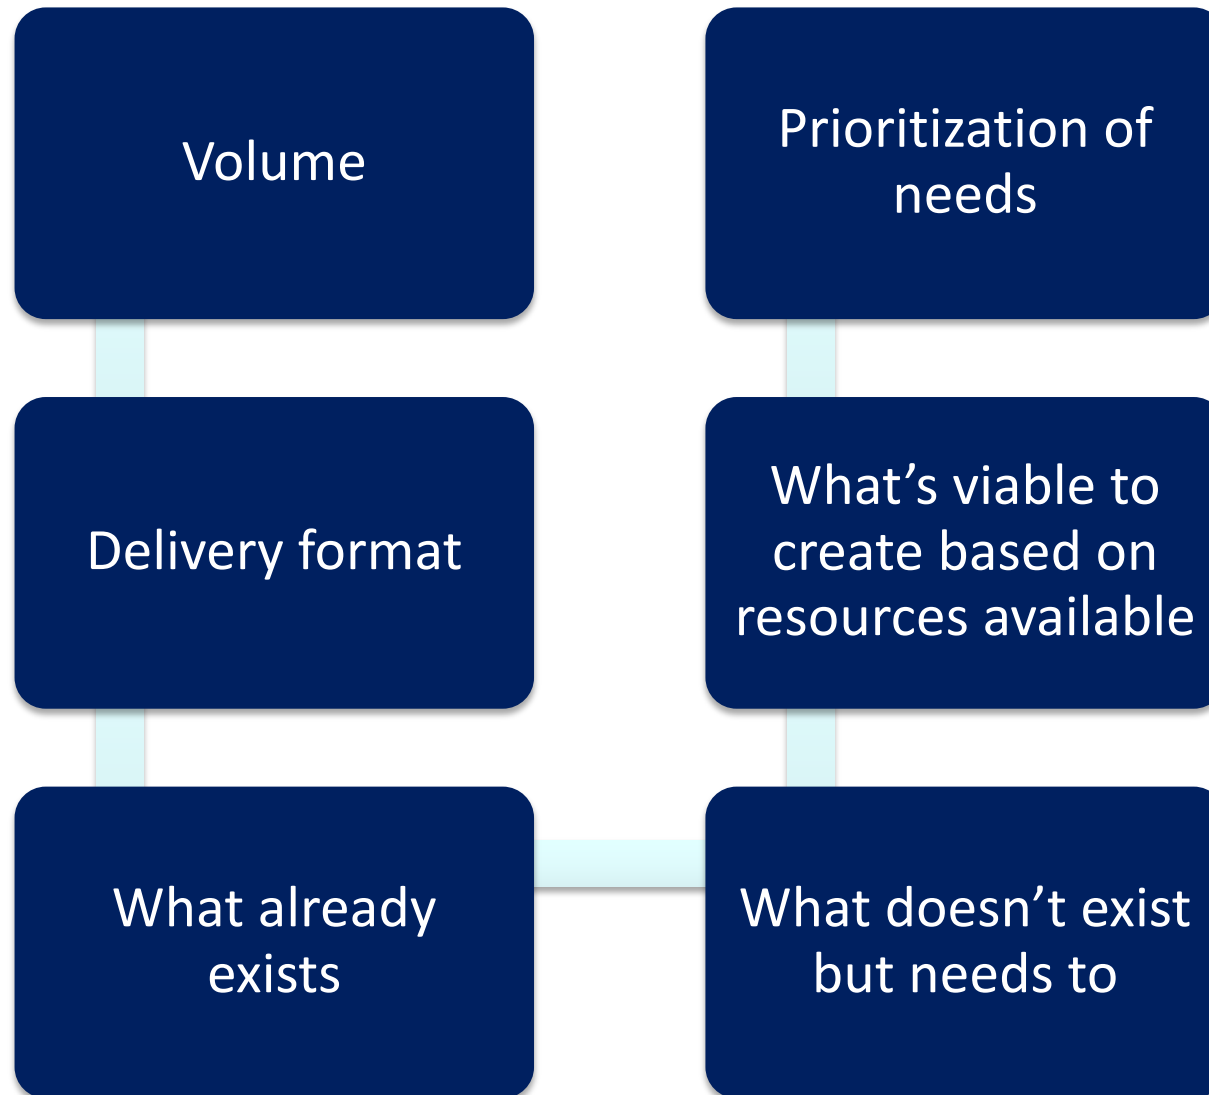 Volume
Delivery format
What already
exists
What doesn’t exist
but needs to
What’s viable to
create based on
resources available
Prioritization of
needs